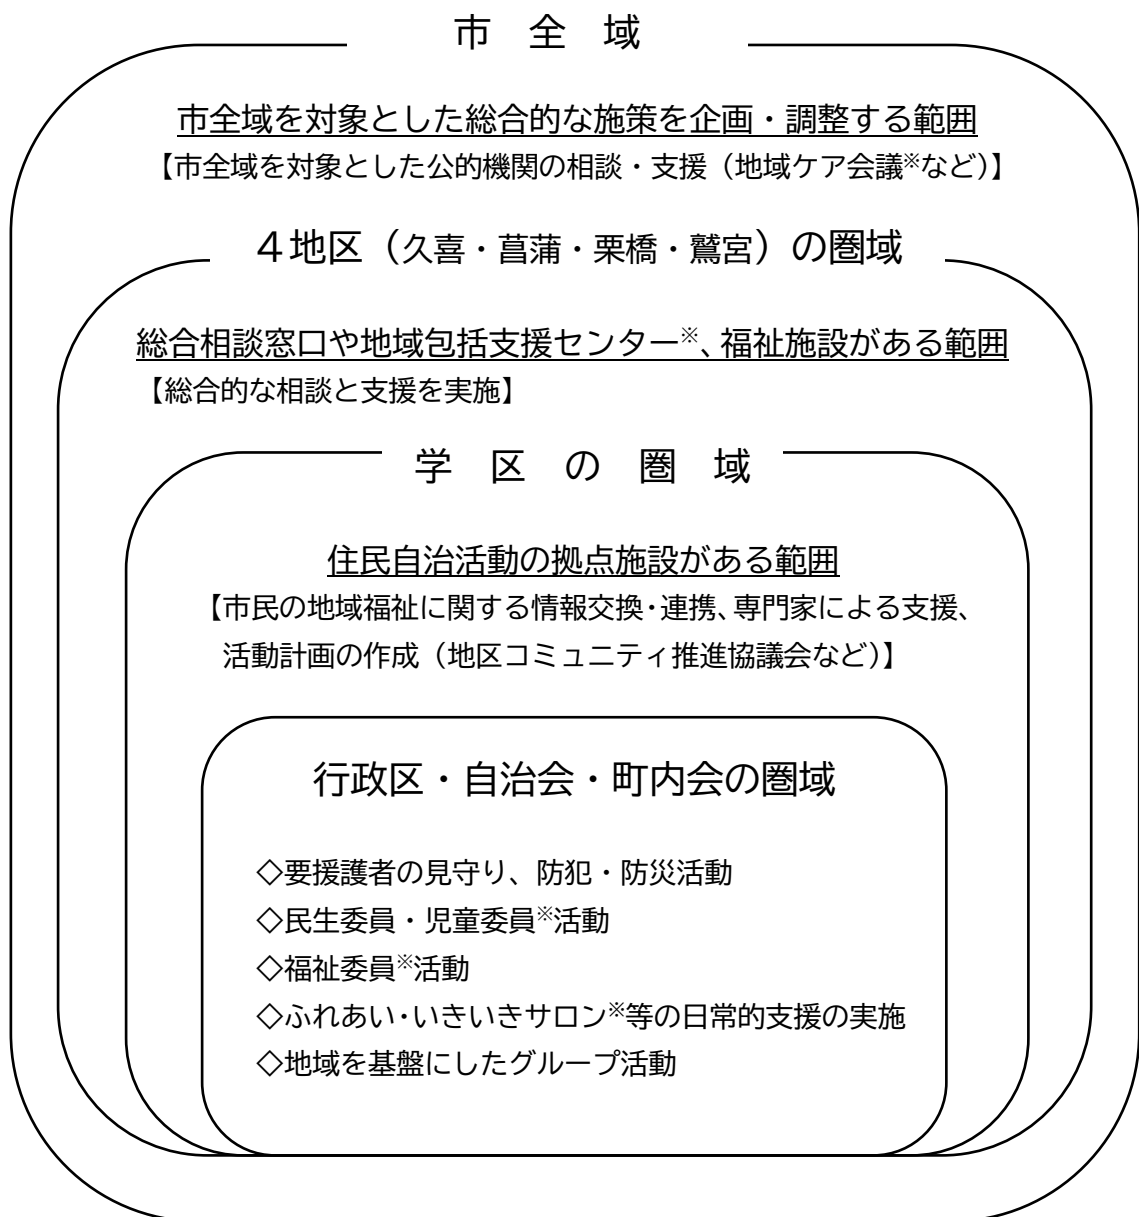 市 全 域
市全域を対象とした総合的な施策を企画・調整する範囲
【市全域を対象とした公的機関の相談・支援（地域ケア会議※など）】
４地区（久喜・菖蒲・栗橋・鷲宮）の圏域
総合相談窓口や地域包括支援センター※、福祉施設がある範囲
【総合的な相談と支援を実施】
学 区 の 圏 域
住民自治活動の拠点施設がある範囲
【市民の地域福祉に関する情報交換・連携、専門家による支援、
活動計画の作成（地区コミュニティ推進協議会など）】
行政区・自治会・町内会の圏域
◇要援護者の見守り、防犯・防災活動
◇民生委員・児童委員※活動
◇福祉委員※活動
◇ふれあい・いきいきサロン※等の日常的支援の実施
◇地域を基盤にしたグループ活動